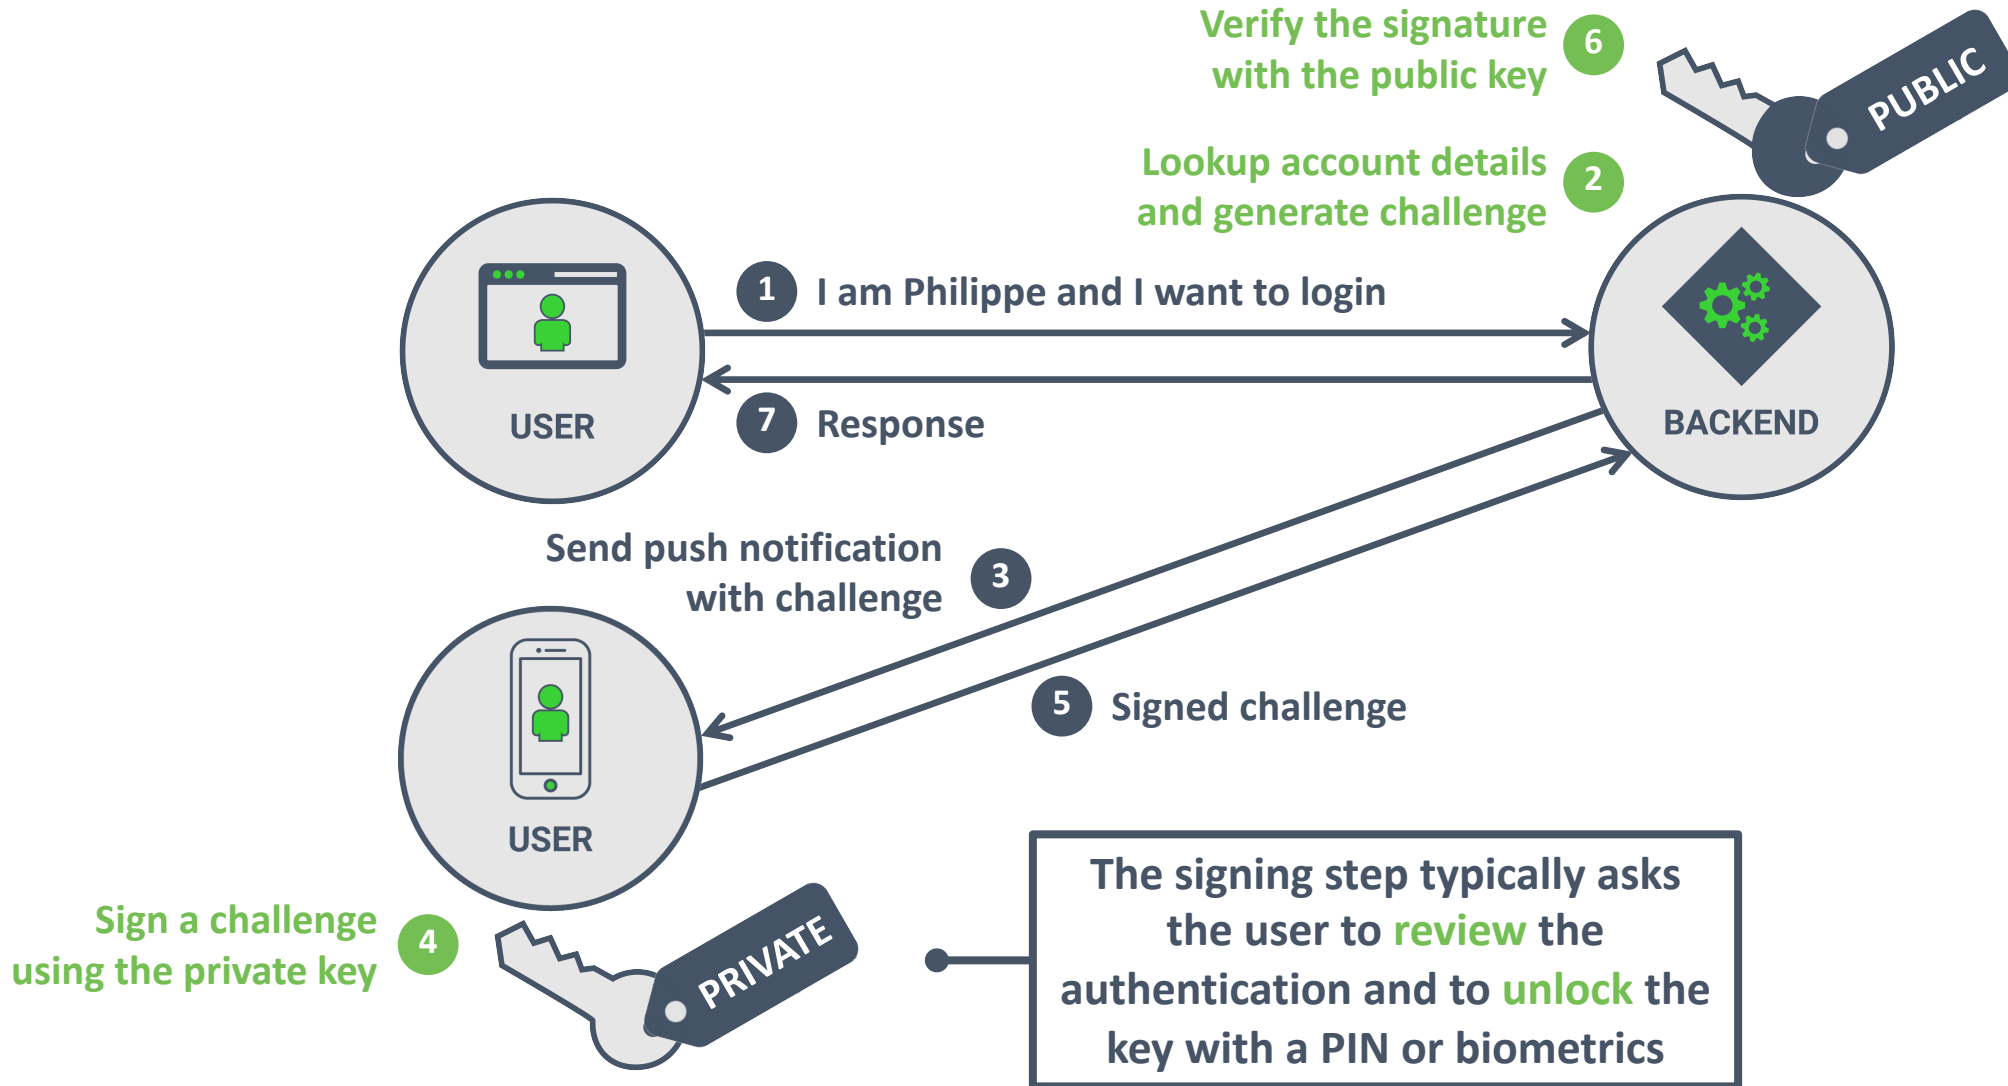 Verify the signature
with the public key
6
PUBLIC
Lookup account details
and generate challenge
2
1
I am Philippe and I want to login
USER
7
Response
BACKEND
Send push notification
with challenge
3
5
Signed challenge
USER
Sign a challenge
using the private key
4
PRIVATE
The signing step typically asks
the user to review the
authentication and to unlock the
key with a PIN or biometrics